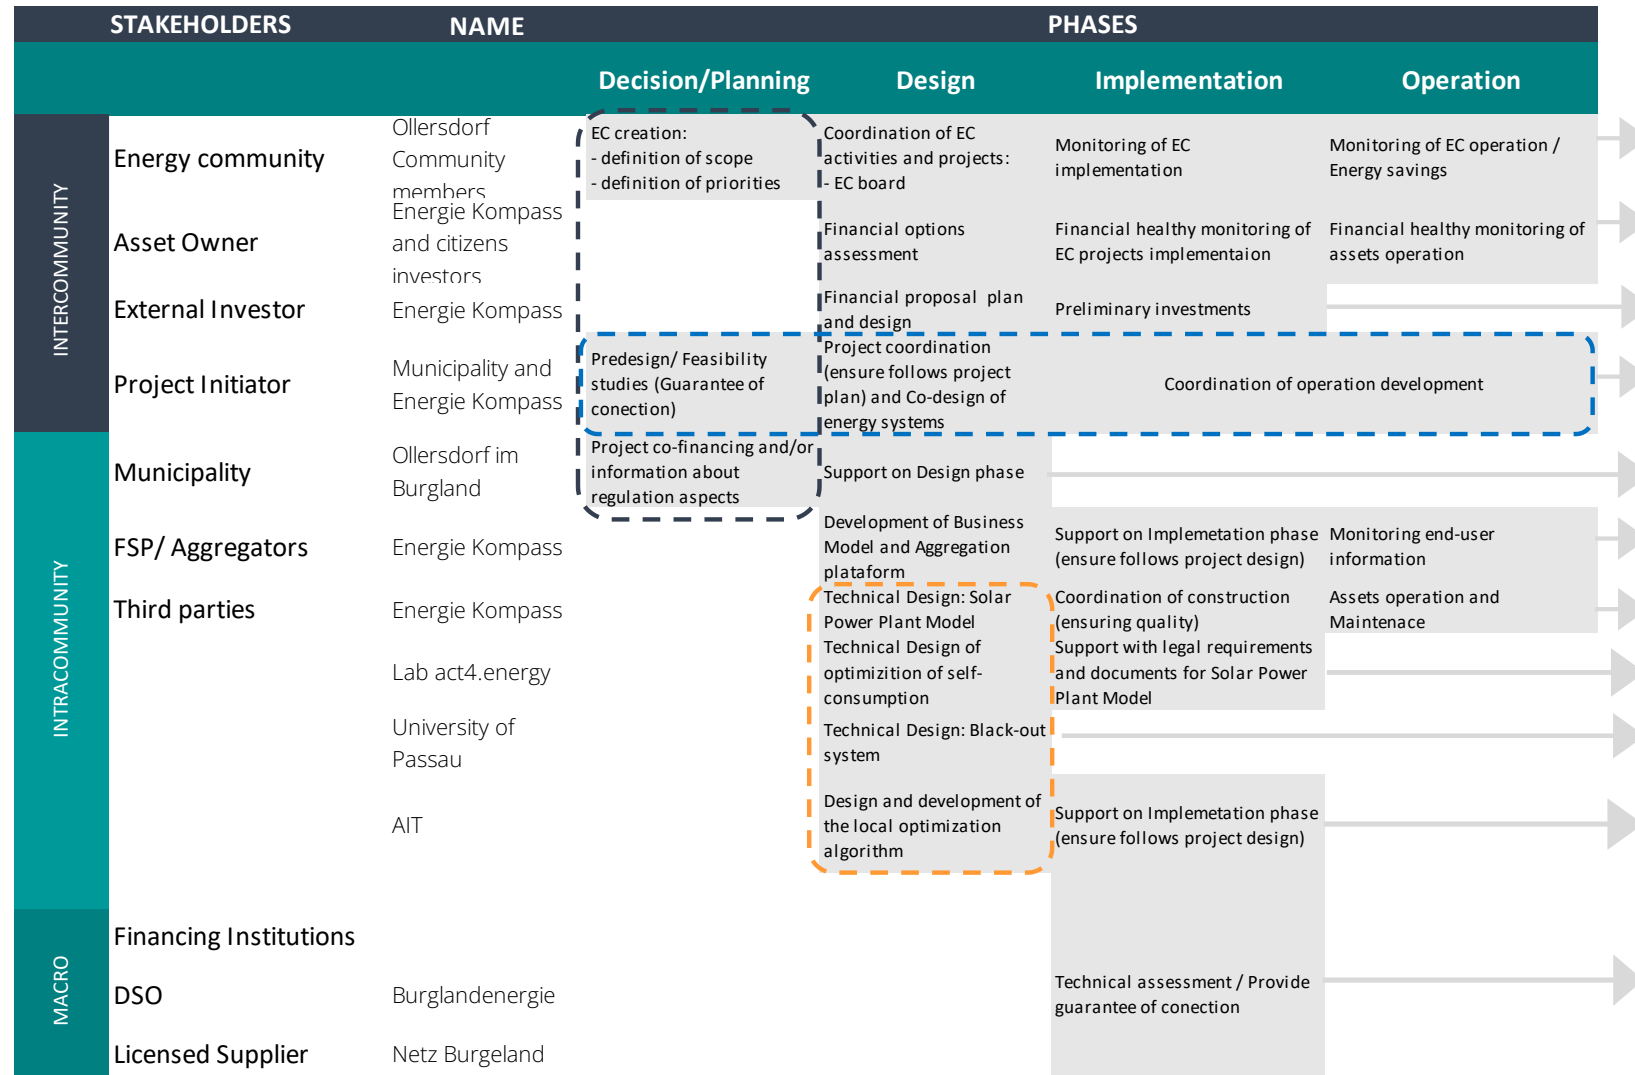 STAKEHOLDERS NAME PHASES
Decision/Planning Design Implementation Operation
INTERCOMMUNITY
Energy community
Ollersdorf
Community
members
EC creation:
- definition of scope
- definition of priorities
Coordination of EC
activities and projects:
- EC board
Monitoring of EC
implementation
Monitoring of EC operation /
Energy savings
Asset Owner
Energie Kompass
and citizens
investors
Financial options
assessment
Financial healthy monitoring of
EC projects implementaion
Financial healthy monitoring of
assets operation
External Investor
Energie Kompass
Financial proposal plan
and design
Preliminary investments
Project Initiator
Municipality and
Energie Kompass
Predesign/ Feasibility
studies (Guarantee of
conection)
Project coordination
(ensure follows project
plan) and Co-design of
energy systems
Coordination of operation development
INTRACOMMUNITY
Municipality
Ollersdorf im
Burgland
Project co-financing and/or
information about
regulation aspects
Support on Design phase
FSP/ Aggregators
Energie Kompass
Development of Business
Model and Aggregation
plataform
Support on Implemetation phase
(ensure follows project design)
Monitoring end-user
information
Third parties
Energie Kompass
Technical Design: Solar
Power Plant Model
Coordination of construction
(ensuring quality)
Assets operation and
Maintenace
Lab act4.energy
Technical Design of
optimizition of self-
consumption
Support with legal requirements
and documents for Solar Power
Plant Model
University of
Passau
Technical Design: Black-out
system
AIT
Design and development of
the local optimization
algorithm
Support on Implemetation phase
(ensure follows project design)
MACRO
Financing Institutions
DSO
Burglandenergie
Technical assessment / Provide
guarantee of conection
Licensed Supplier
Netz Burgeland